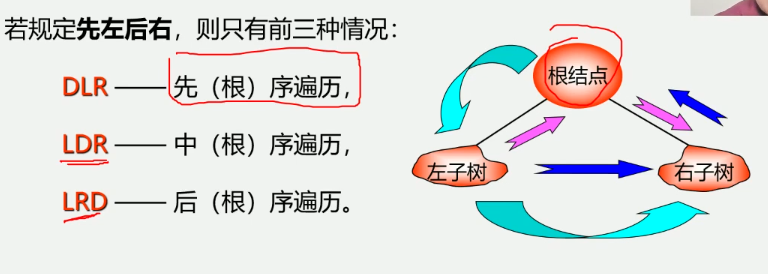 若规定先左后右，则只有前三种情况：
DLR —— 先（根）序遍历，
LDR —— 中（根）序遍历，
LRD —— 后（根）序遍历。
根结点
左子树
右子树